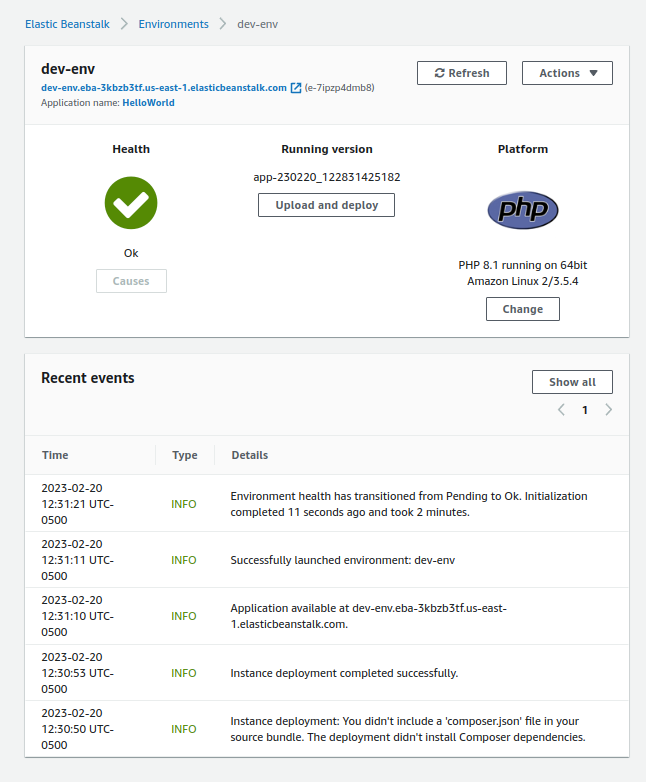 Elastic Beanstalk > Environments > dev-env
dev-env
Refresh
Actions
dev-env.eba-3kbzb3tf.us-east-1.elasticbeanstalk.com (e-7ipzp4dmb8)
Application name: HelloWorld
Health
Running version
Platform
app-230220_122831425182
Upload and deploy
php
Ok
Causes
PHP 8.1 running on 64bit
Amazon Linux 2/3.5.4
Change
Recent events
Show all
1
Time Type Details
2023-02-20
12:31:21 UTC-
0500
INFO
Environment health has transitioned from Pending to Ok. Initialization
completed 11 seconds ago and took 2 minutes.
2023-02-20
12:31:11 UTC-
0500
INFO
Successfully launched environment: dev-env
2023-02-20
12:31:10 UTC-
0500
INFO
Application available at dev-env.eba-3kbzb3tf.us-east-
1.elasticbeanstalk.com.
2023-02-20
12:30:53 UTC-
0500
INFO
Instance deployment completed successfully.
2023-02-20
12:30:50 UTC-
0500
INFO
Instance deployment: You didn't include a 'composer.json' file in your
source bundle. The deployment didn't install Composer dependencies.